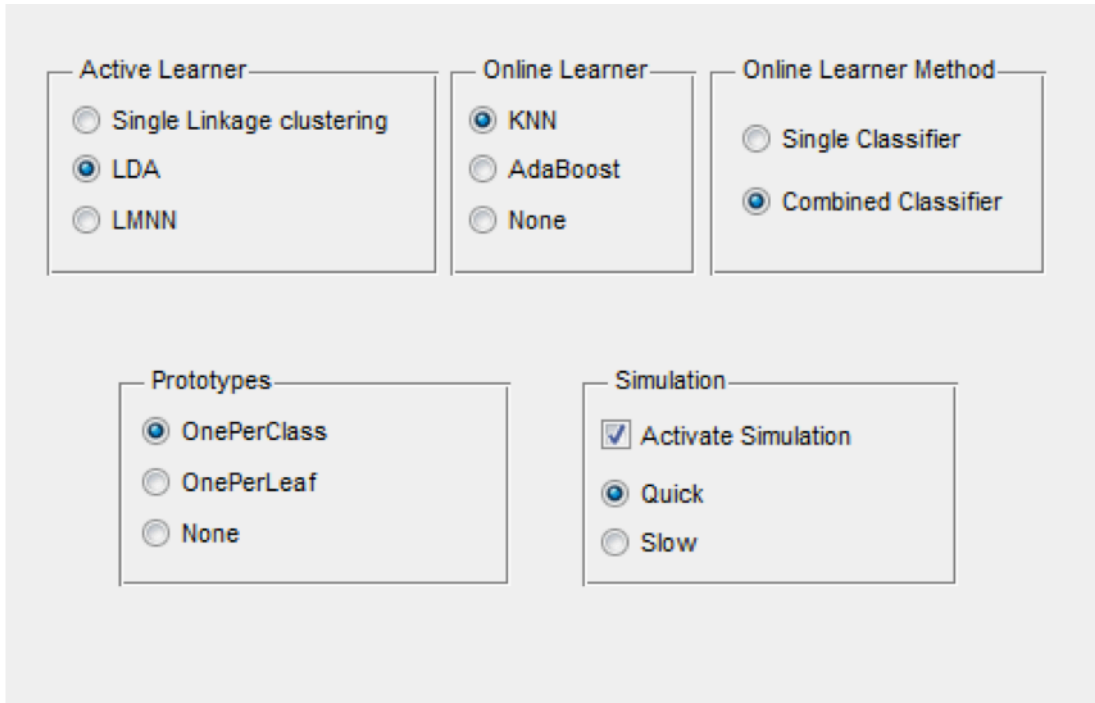 Active Learner
Single Linkage clustering
LDA
LMNN
Online Learner
KNN
AdaBoost
None
Online Learner Method
Single Classifier
Combined Classifier
Prototypes
OnePerClass
OnePerLeaf
None
Simulation
Activate Simulation
Quick
Slow